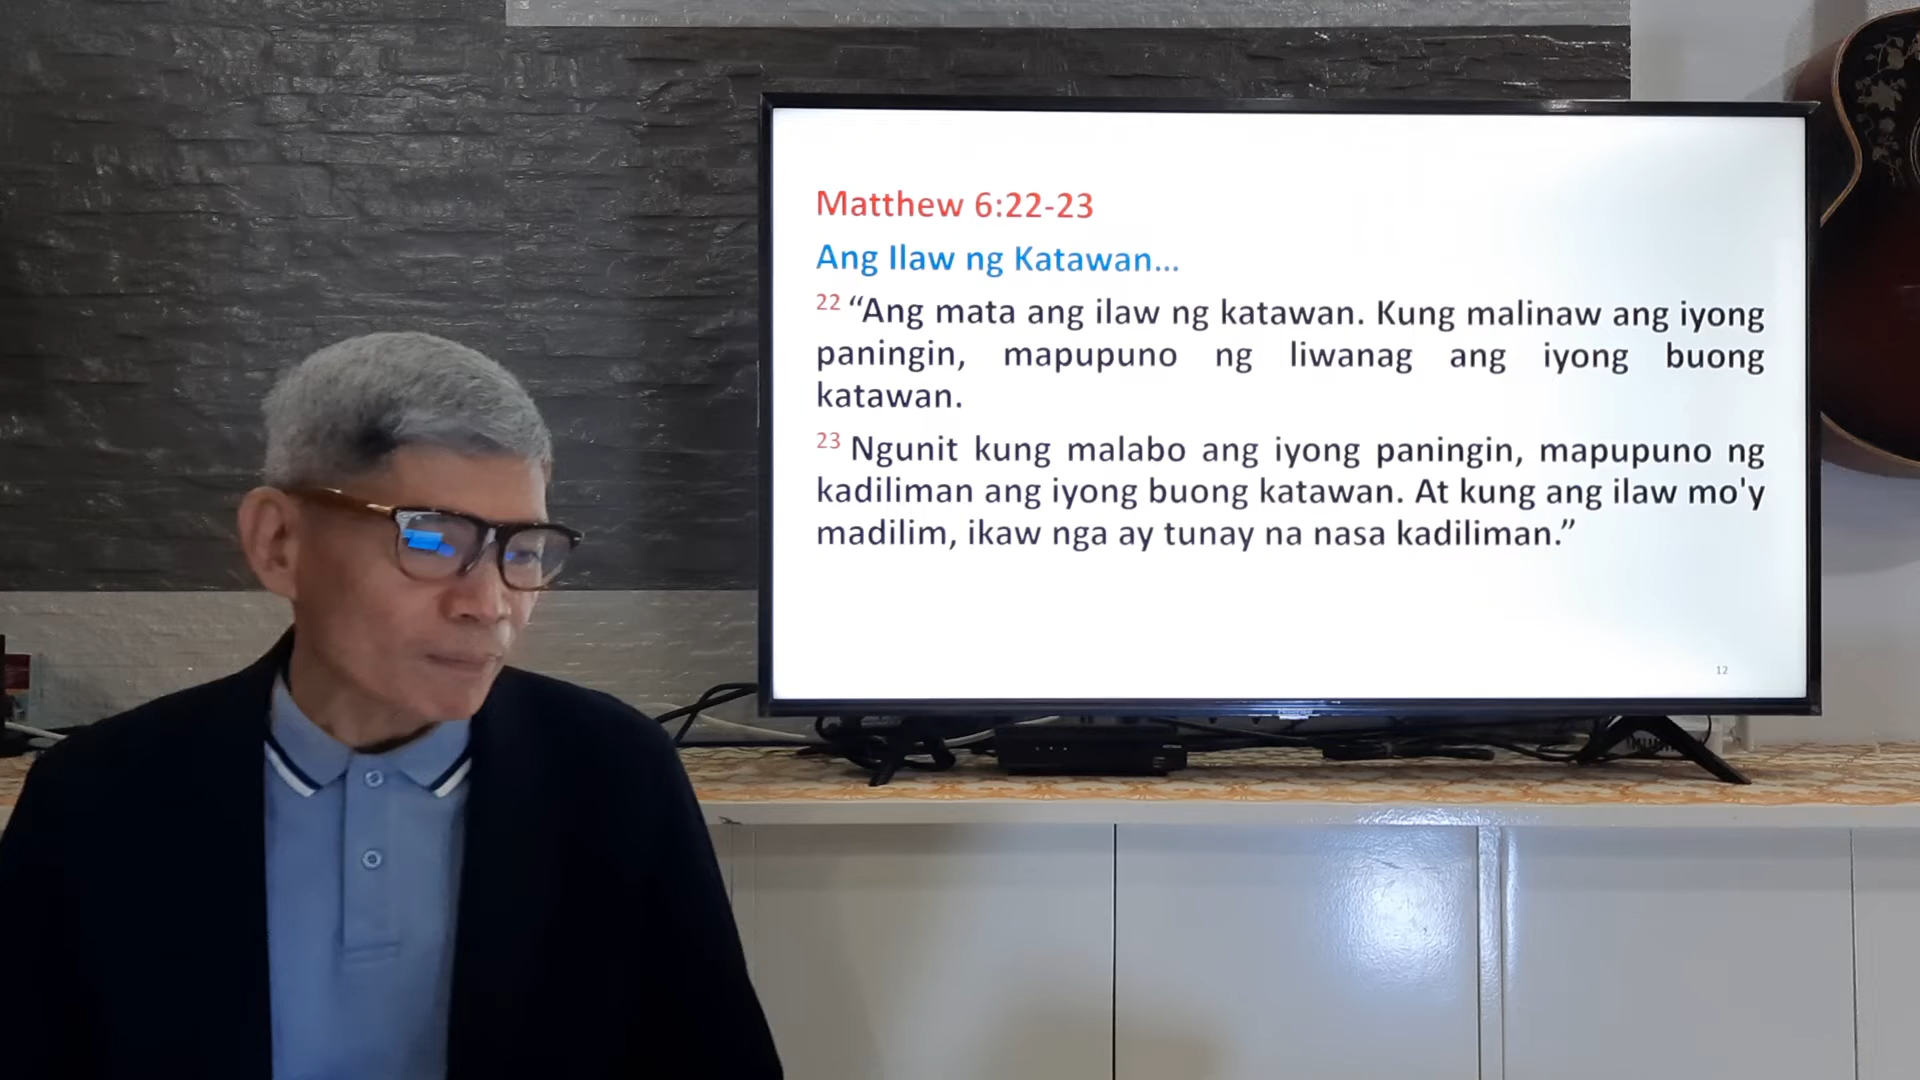 Matthew 6:22-23
Ang Ilaw ng Katawan...
22 “Ang mata ang ilaw ng katawan. Kung malinaw ang iyong
paningin, mapupuno ng liwanag ang iyong buong
katawan.
23 Ngunit kung malabo ang iyong paningin, mapupuno ng
kadiliman ang iyong buong katawan. At kung ang ilaw mo'y
madilim, ikaw nga ay tunay na nasa kadiliman.”
12